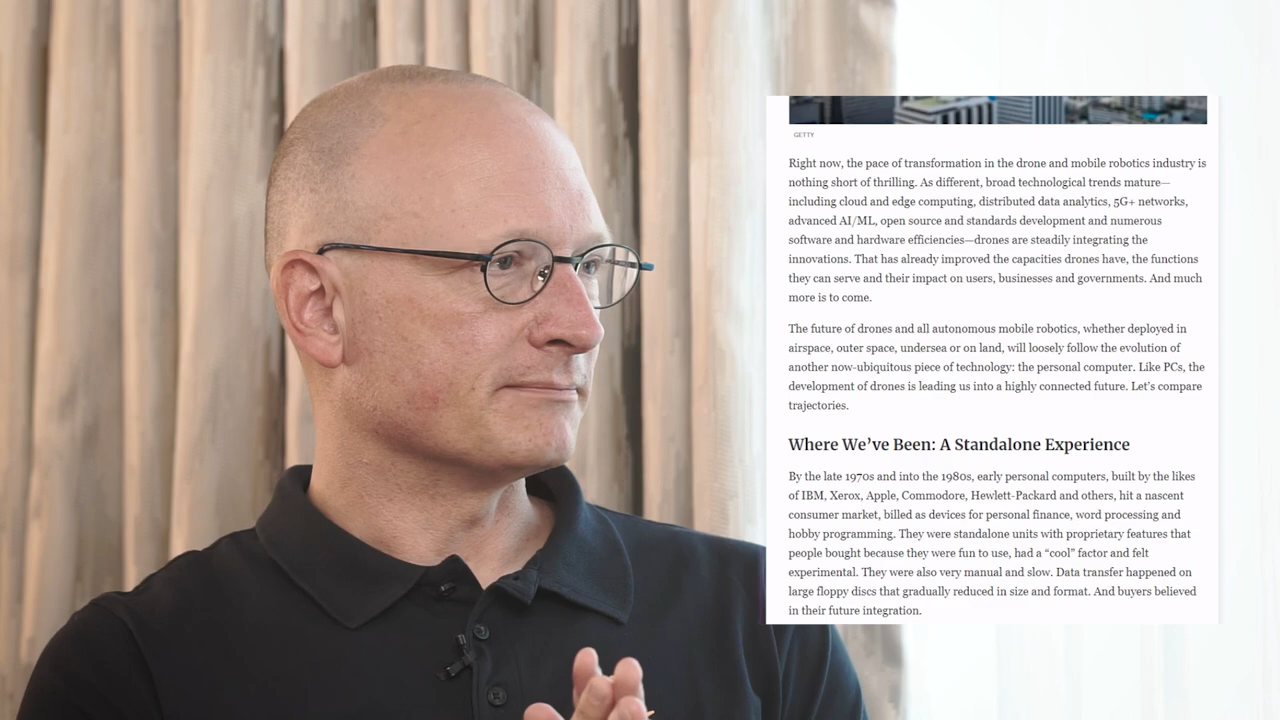 GETTY
Right now, the pace of transformation in the drone and mobile robotics industry is
nothing short of thrilling. As different, broad technological trends mature—
including cloud and edge computing, distributed data analytics, 5G+ networks,
advanced AI/ML, open source and standards development and numerous
software and hardware efficiencies—drones are steadily integrating the
innovations. That has already improved the capacities drones have, the functions
they can serve and their impact on users, businesses and governments. And much
more is to come.
The future of drones and all autonomous mobile robotics, whether deployed in
airspace, outer space, undersea or on land, will loosely follow the evolution of
another now-ubiquitous piece of technology: the personal computer. Like PCs, the
development of drones is leading us into a highly connected future. Let’s compare
trajectories.
Where We’ve Been: A Standalone Experience
By the late 1970s and into the 1980s, early personal computers, built by the likes
of IBM, Xerox, Apple, Commodore, Hewlett-Packard and others, hit a nascent
consumer market, billed as devices for personal finance, word processing and
hobby programming. They were standalone units with proprietary features that
people bought because they were fun to use, had a “cool” factor and felt
experimental. They were also very manual and slow. Data transfer happened on
large floppy discs that gradually reduced in size and format. And buyers believed
in their future integration.